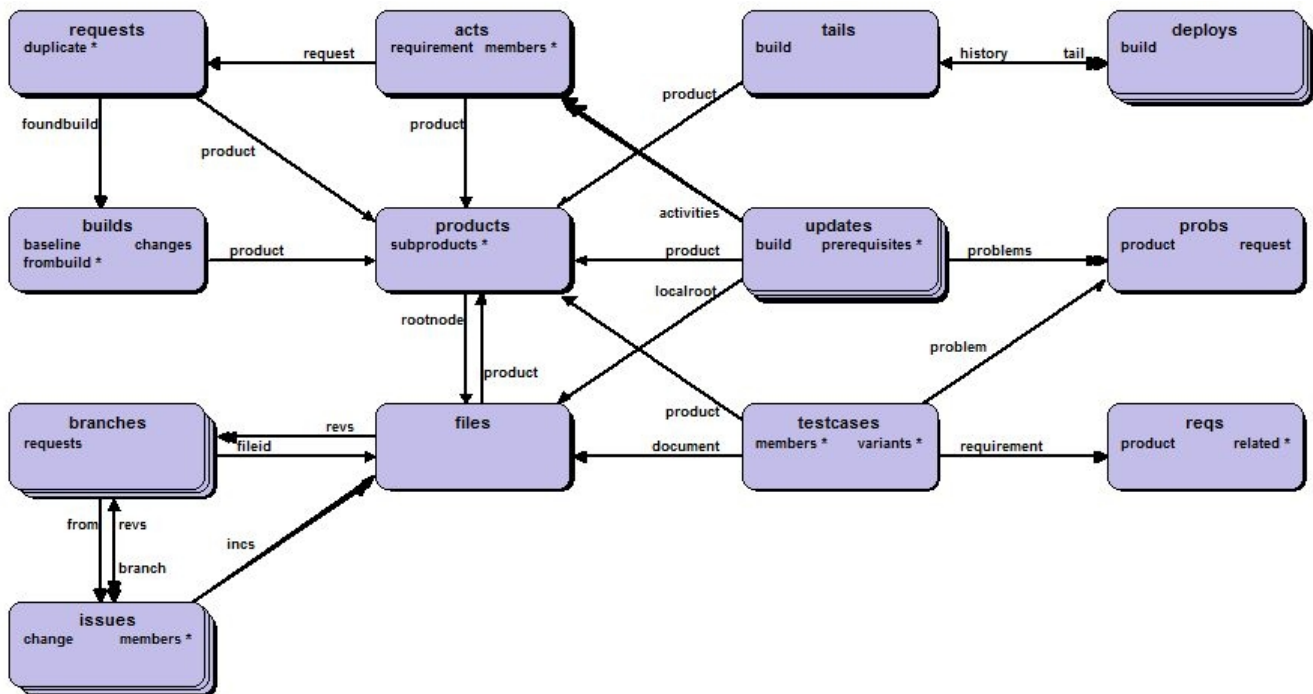 requests
duplicate *
acts
requirement members *
tails
build
deploys
build
request
history
tail
product
foundbuild
product
product
builds
baseline changes
frombuild *
product
products
subproducts *
activities
product
localroot
updates
build prerequisites *
problems
probs
product request
rootnode
product
problem
product
branches
requests
revs
fileid
files
document
testcases
members * variants *
requirement
reqs
product related *
from
revs
branch
incs
issues
change members *